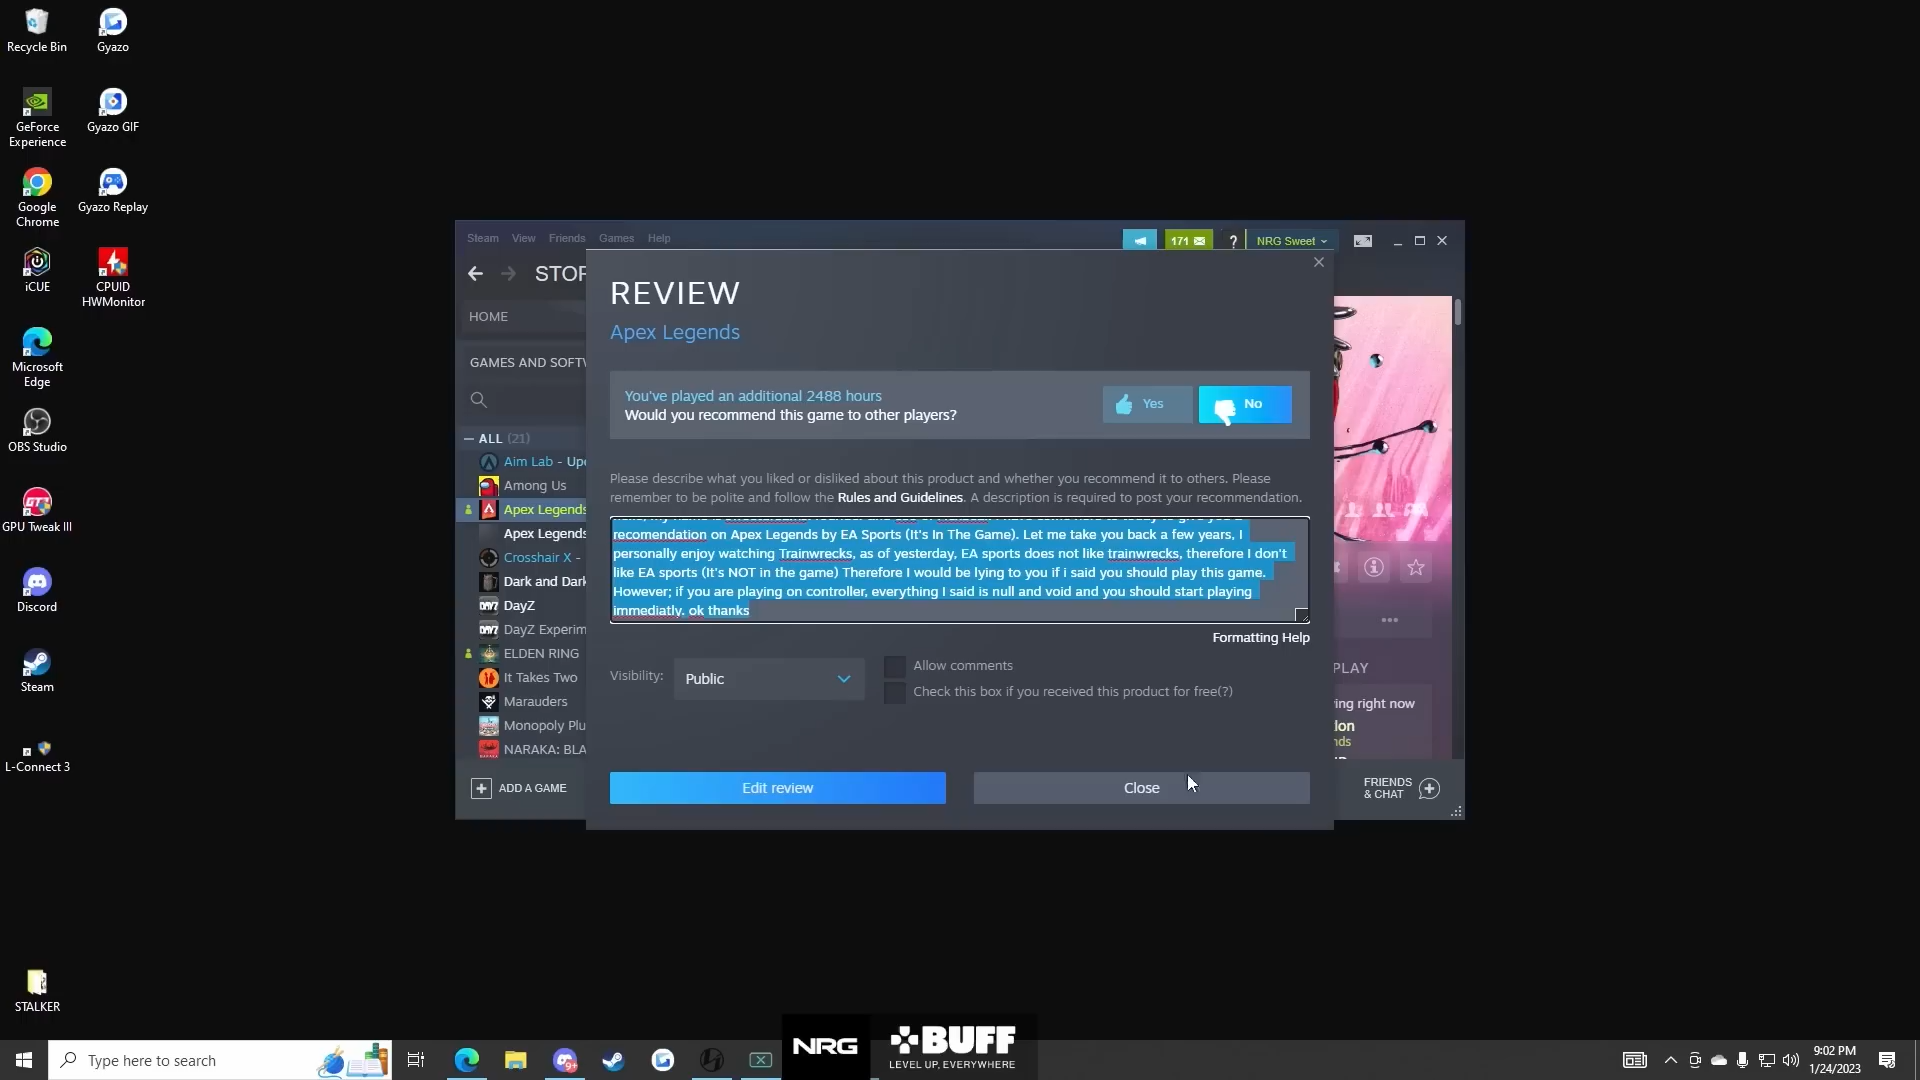 Recycle Bin
Gyazo
GeForce
Experience
Gyazo GIF
Google
Chrome
Gyazo Replay
iCUE
CPUID
HWMonitor
Microsoft
Edge
OBS Studio
GPU Tweak III
Discord
Steam
L-Connect 3
STALKER
Steam View Friends Games Help
171
?
NRG Sweet
STOR
HOME
GAMES AND SOFTW
ALL (21)
Aim Lab - Upd
Among Us
Apex Legends
Apex Legends
Crosshair X -
Dark and Dark
DayZ
DayZ Experim
ELDEN RING
It Takes Two
Marauders
Monopoly Plu
NARAKA: BLA
ADD A GAME
REVIEW
Apex Legends
You've played an additional 2488 hours
Would you recommend this game to other players?
Yes
No
Please describe what you liked or disliked about this product and whether you recommend it to others. Please
remember to be polite and follow the Rules and Guidelines. A description is required to post your recommendation.
recomendation on Apex Legends by EA Sports (It's In The Game). Let me take you back a few years, I
personally enjoy watching Trainwrecks, as of yesterday, EA sports does not like trainwrecks, therefore I don't
like EA sports (It's NOT in the game) Therefore I would be lying to you if i said you should play this game.
However; if you are playing on controller, everything I said is null and void and you should start playing
immediatly. ok thanks
Formatting Help
Visibility:
Public
Allow comments
Check this box if you received this product for free(?)
Edit review
Close
PLAY
ing right now
FRIENDS
& CHAT
Type here to search
9+
NRG
BUFF
LEVEL UP, EVERYWHERE
9:02 PM
1/24/2023